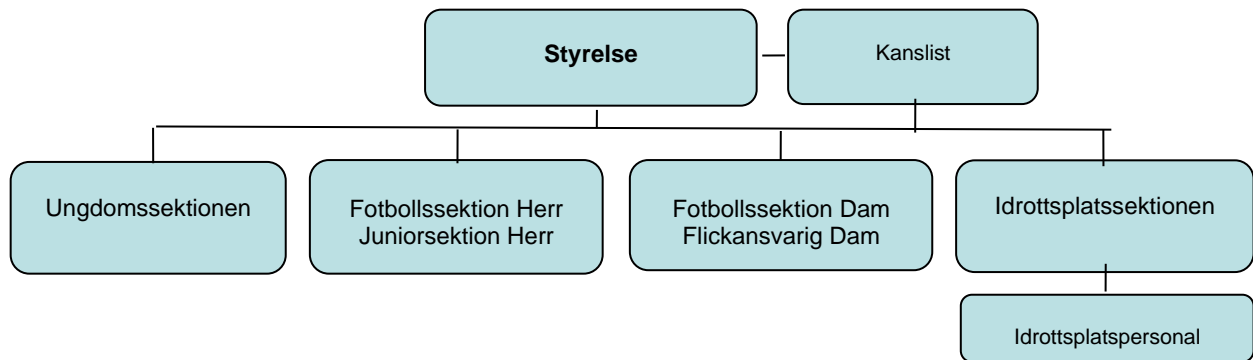 Styrelse
Kanslist
Ungdomssektionen
Fotbollssektion Herr
Juniorsektion Herr
Fotbollssektion Dam
Flickansvarig Dam
Idrottsplatssektionen
Idrottsplatspersonal